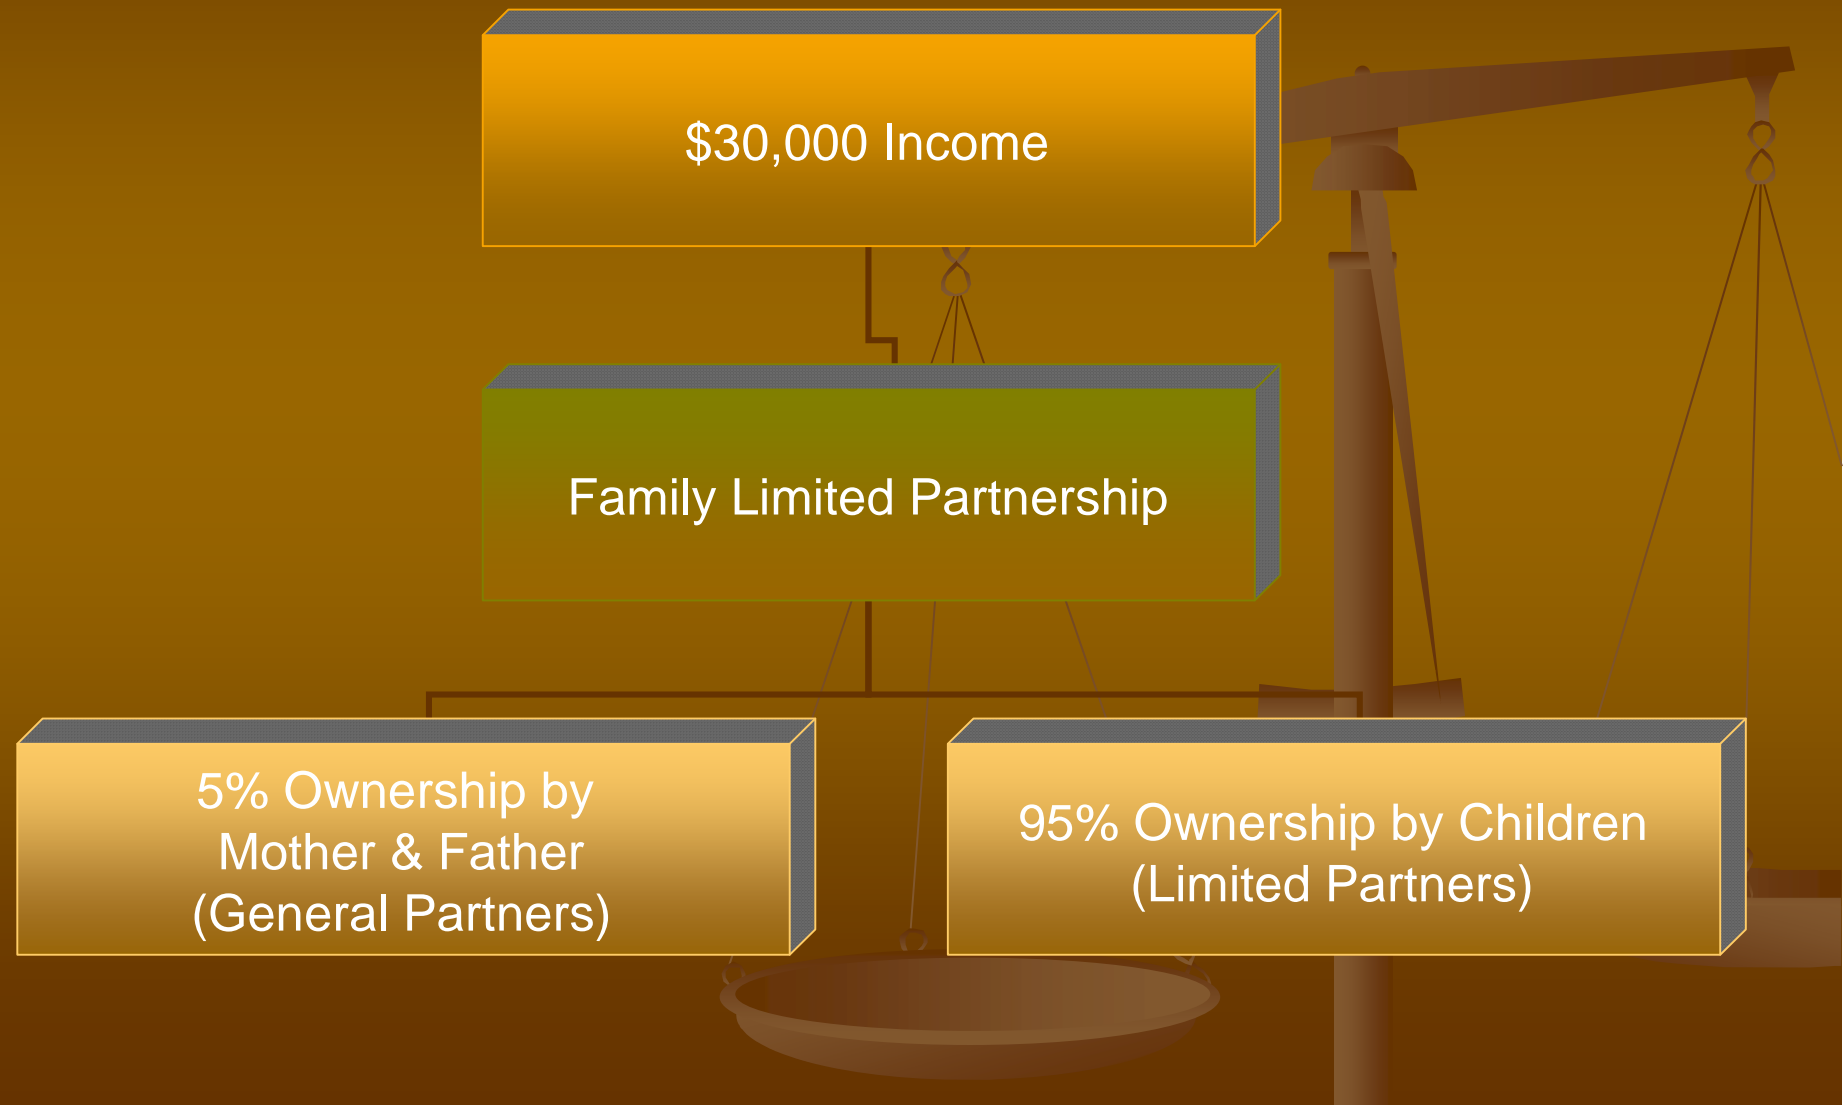 $30,000 Income
Family Limited Partnership
5% Ownership by
Mother & Father
(General Partners)
95% Ownership by Children
(Limited Partners)